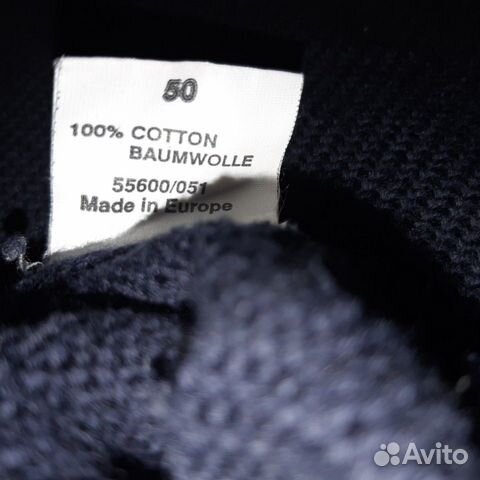 50
100% COTTON
BAUMWOLLE
55600/051
Made in Europe
Avito